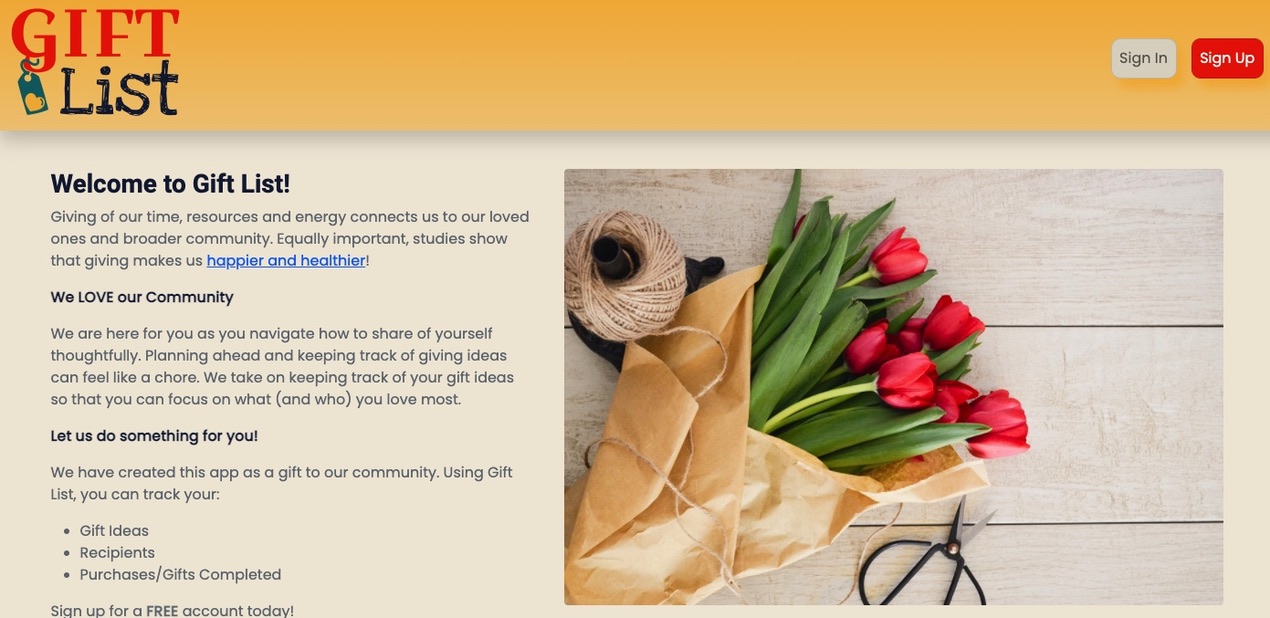 GIFT
List
Sign In
Sign Up
Welcome to Gift List!
Giving of our time, resources and energy connects us to our loved
ones and broader community. Equally important, studies show
that giving makes us happier and healthier!
We LOVE our Community
We are here for you as you navigate how to share of yourself
thoughtfully. Planning ahead and keeping track of giving ideas
can feel like a chore. We take on keeping track of your gift ideas
so that you can focus on what (and who) you love most.
Let us do something for you!
We have created this app as a gift to our community. Using Gift
List, you can track your:
• Gift Ideas
• Recipients
• Purchases/Gifts Completed
Sign up for a FREE account today!